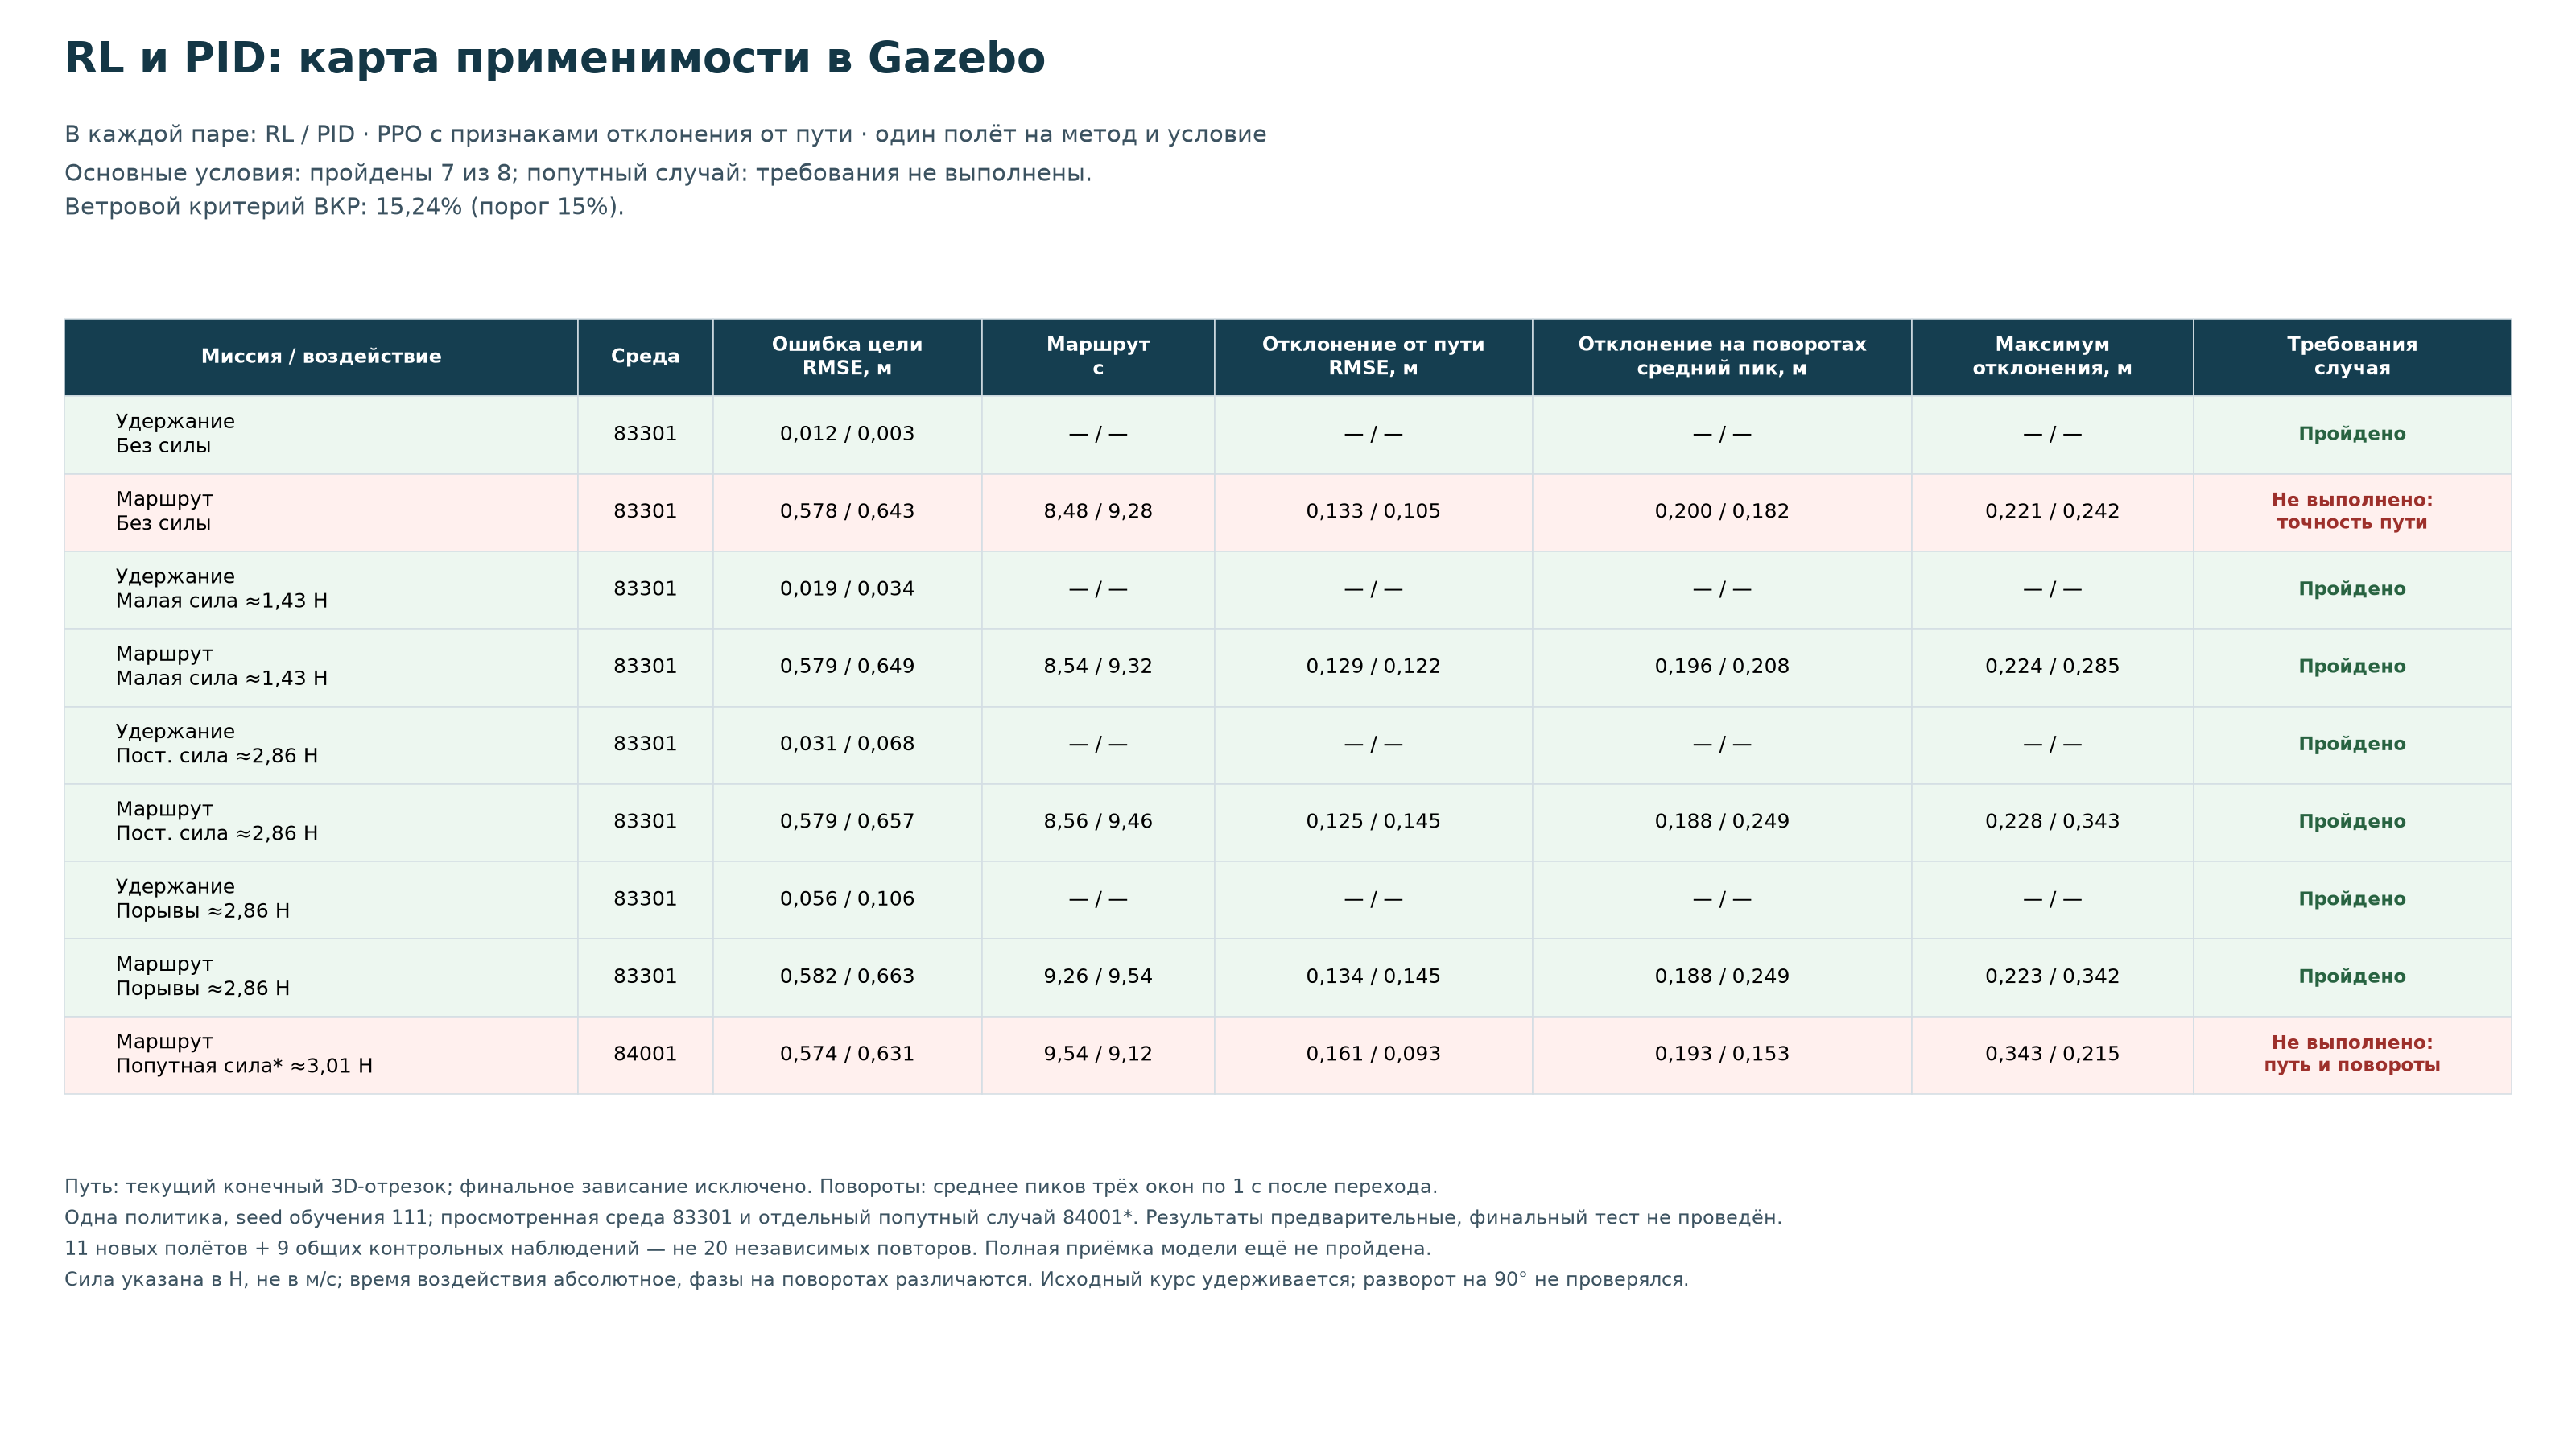 RL и PID: карта применимости в Gazebo
В каждой паре: RL / PID · PPO с признаками отклонения от пути · один полёт на метод и условие
Основные условия: пройдены 7 из 8; попутный случай: требования не выполнены.
Ветровой критерий ВКР: 15,24% (порог 15%).
Миссия / воздействие
Среда
Ошибка цели
RMSE, м
Маршрут
с
Отклонение от пути
RMSE, м
Отклонение на поворотах
средний пик, м
Максимум
отклонения, м
Требования
случая
Удержание
Без силы
83301
0,012 / 0,003
— / —
— / —
— / —
— / —
Пройдено
Маршрут
Без силы
83301
0,578 / 0,643
8,48 / 9,28
0,133 / 0,105
0,200 / 0,182
0,221 / 0,242
Не выполнено:
точность пути
Удержание
Малая сила ≈1,43 Н
83301
0,019 / 0,034
— / —
— / —
— / —
— / —
Пройдено
Маршрут
Малая сила ≈1,43 Н
83301
0,579 / 0,649
8,54 / 9,32
0,129 / 0,122
0,196 / 0,208
0,224 / 0,285
Пройдено
Удержание
Пост. сила ≈2,86 Н
83301
0,031 / 0,068
— / —
— / —
— / —
— / —
Пройдено
Маршрут
Пост. сила ≈2,86 Н
83301
0,579 / 0,657
8,56 / 9,46
0,125 / 0,145
0,188 / 0,249
0,228 / 0,343
Пройдено
Удержание
Порывы ≈2,86 Н
83301
0,056 / 0,106
— / —
— / —
— / —
— / —
Пройдено
Маршрут
Порывы ≈2,86 Н
83301
0,582 / 0,663
9,26 / 9,54
0,134 / 0,145
0,188 / 0,249
0,223 / 0,342
Пройдено
Маршрут
Попутная сила* ≈3,01 Н
84001
0,574 / 0,631
9,54 / 9,12
0,161 / 0,093
0,193 / 0,153
0,343 / 0,215
Не выполнено:
путь и повороты
Путь: текущий конечный 3D-отрезок; финальное зависание исключено. Повороты: среднее пиков трёх окон по 1 с после перехода.
Одна политика, seed обучения 111; просмотренная среда 83301 и отдельный попутный случай 84001*. Результаты предварительные, финальный тест не проведён.
11 новых полётов + 9 общих контрольных наблюдений — не 20 независимых повторов. Полная приёмка модели ещё не пройдена.
Сила указана в Н, не в м/с; время воздействия абсолютное, фазы на поворотах различаются. Исходный курс удерживается; разворот на 90° не проверялся.